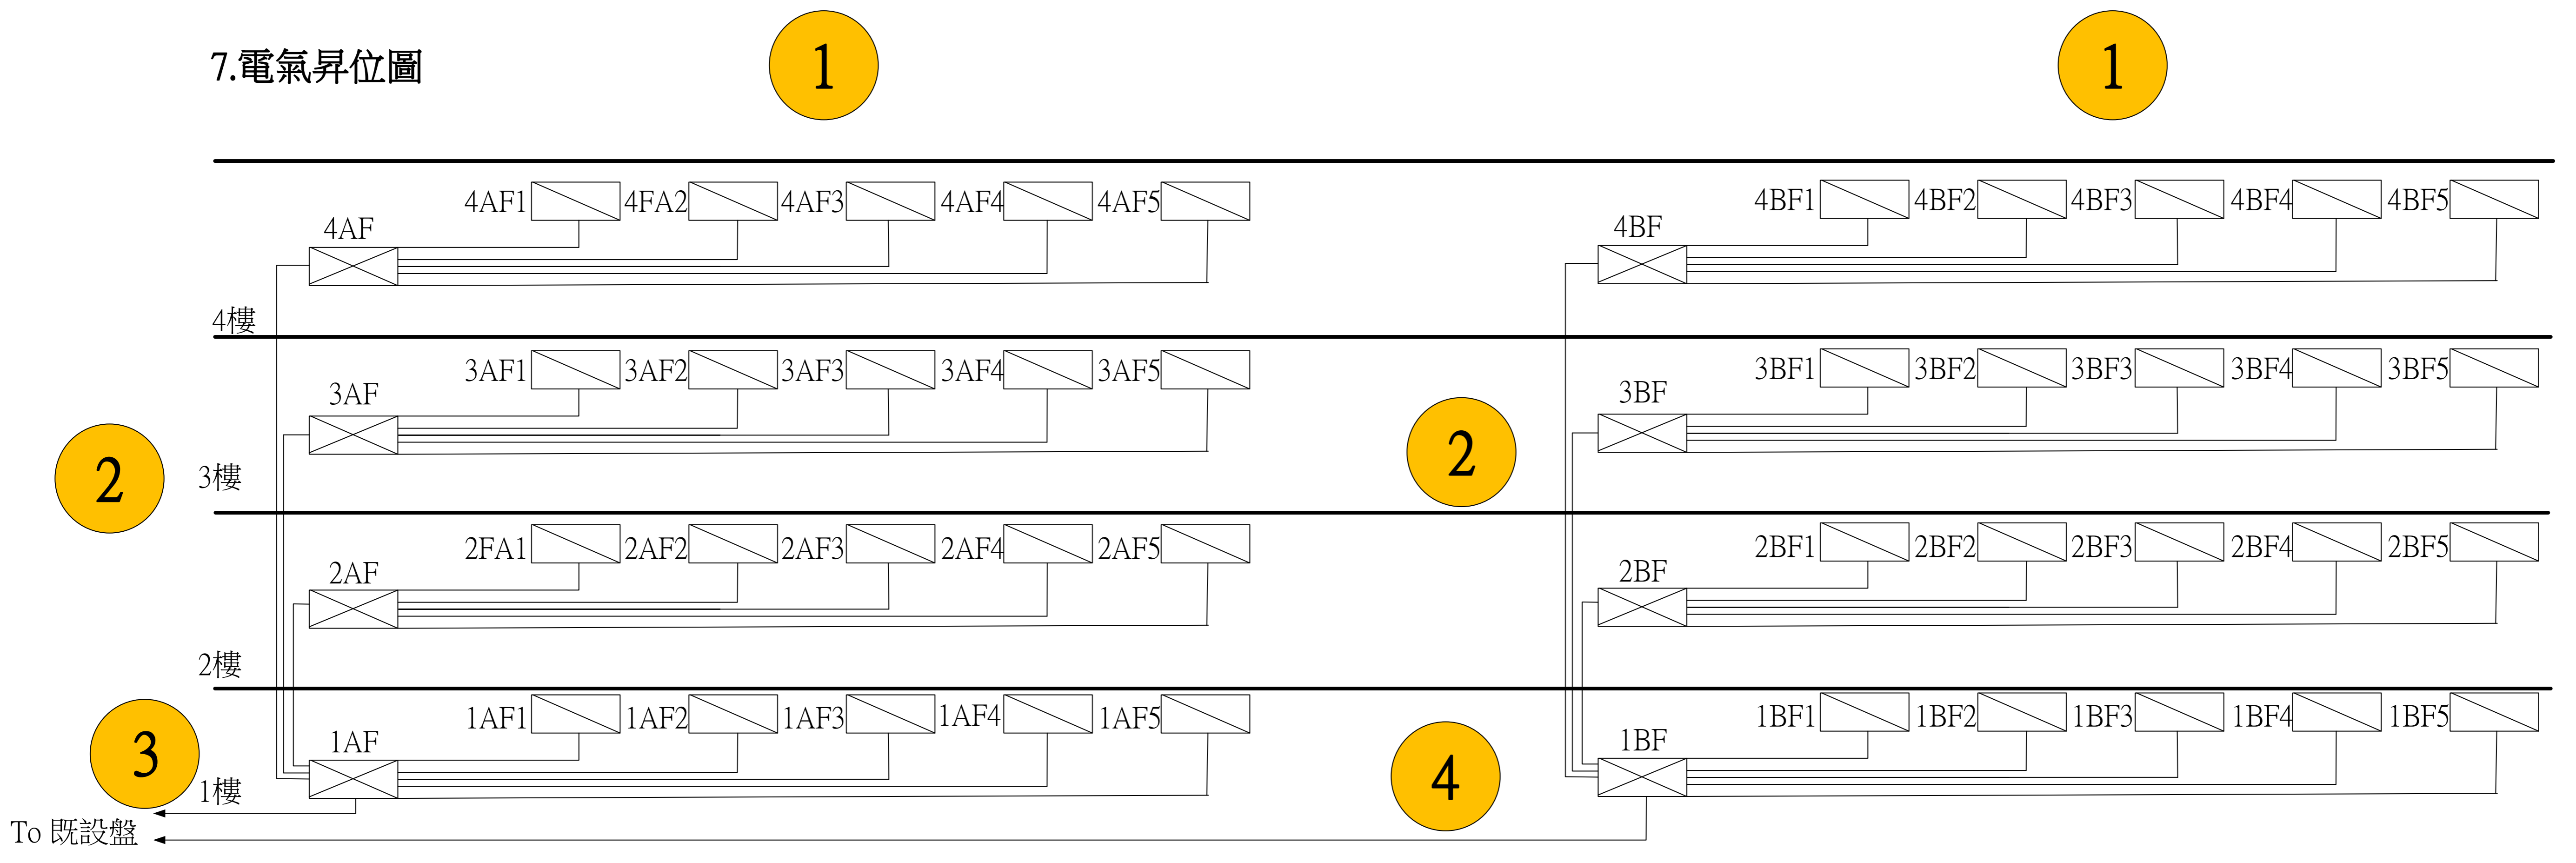 7.電氣昇位圖
1
1
4AF1 4FA2 4AF3 4AF4 4AF5
4BF1 4BF2 4BF3 4BF4 4BF5
4AF
4BF
4樓
3AF1 3AF2 3AF3 3AF4 3AF5
3BF1 3BF2 3BF3 3BF4 3BF5
3AF
3BF
2
2
3樓
2FA1 2AF2 2AF3 2AF4 2AF5
2BF1 2BF2 2BF3 2BF4 2BF5
2AF
2BF
2樓
1AF1 1AF2 1AF3 1AF4 1AF5
1BF1 1BF2 1BF3 1BF4 1BF5
1AF
1BF
3
4
1樓
To 既設盤